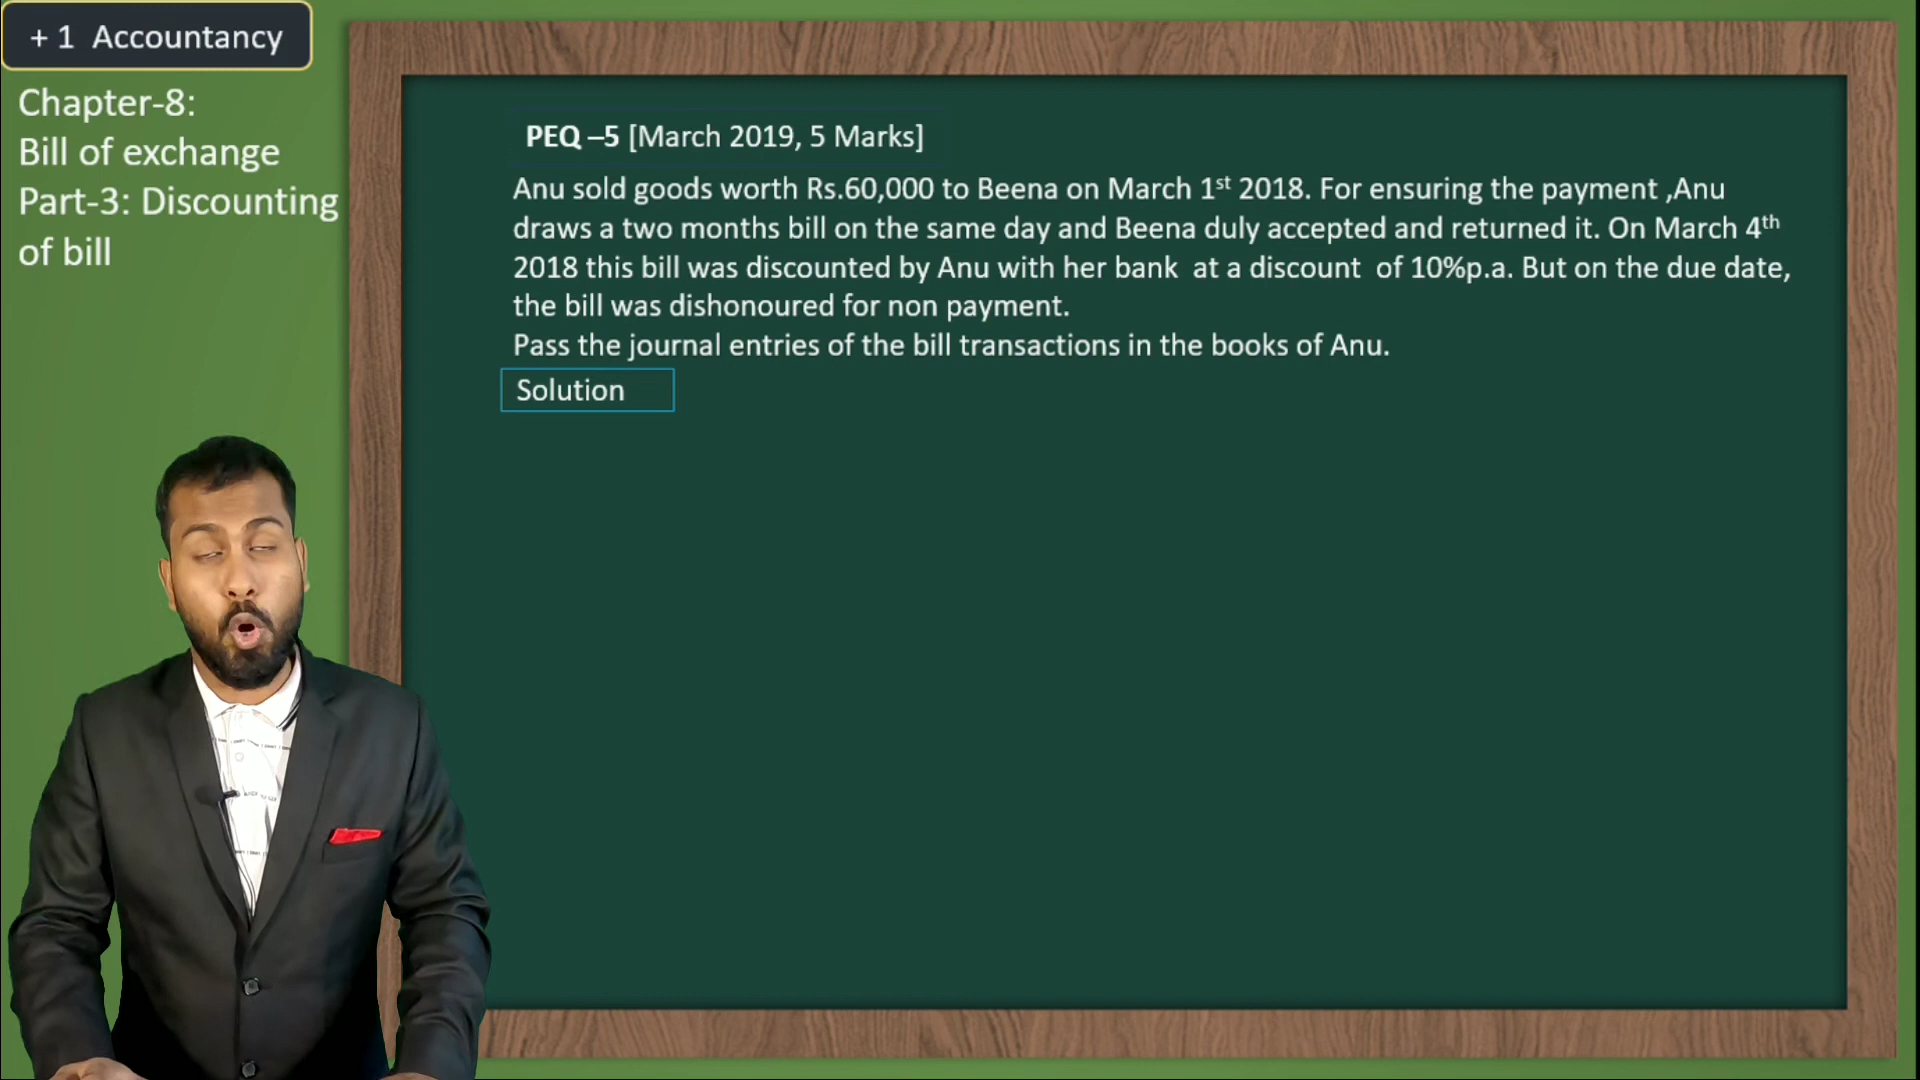 + 1 Accountancy
Chapter-8:
Bill of exchange
Part-3: Discounting
of bill
PEQ –5 [March 2019, 5 Marks]
Anu sold goods worth Rs.60,000 to Beena on March 1st 2018. For ensuring the payment ,Anu
draws a two months bill on the same day and Beena duly accepted and returned it. On March 4th
2018 this bill was discounted by Anu with her bank at a discount of 10%p.a. But on the due date,
the bill was dishonoured for non payment.
Pass the journal entries of the bill transactions in the books of Anu.
Solution